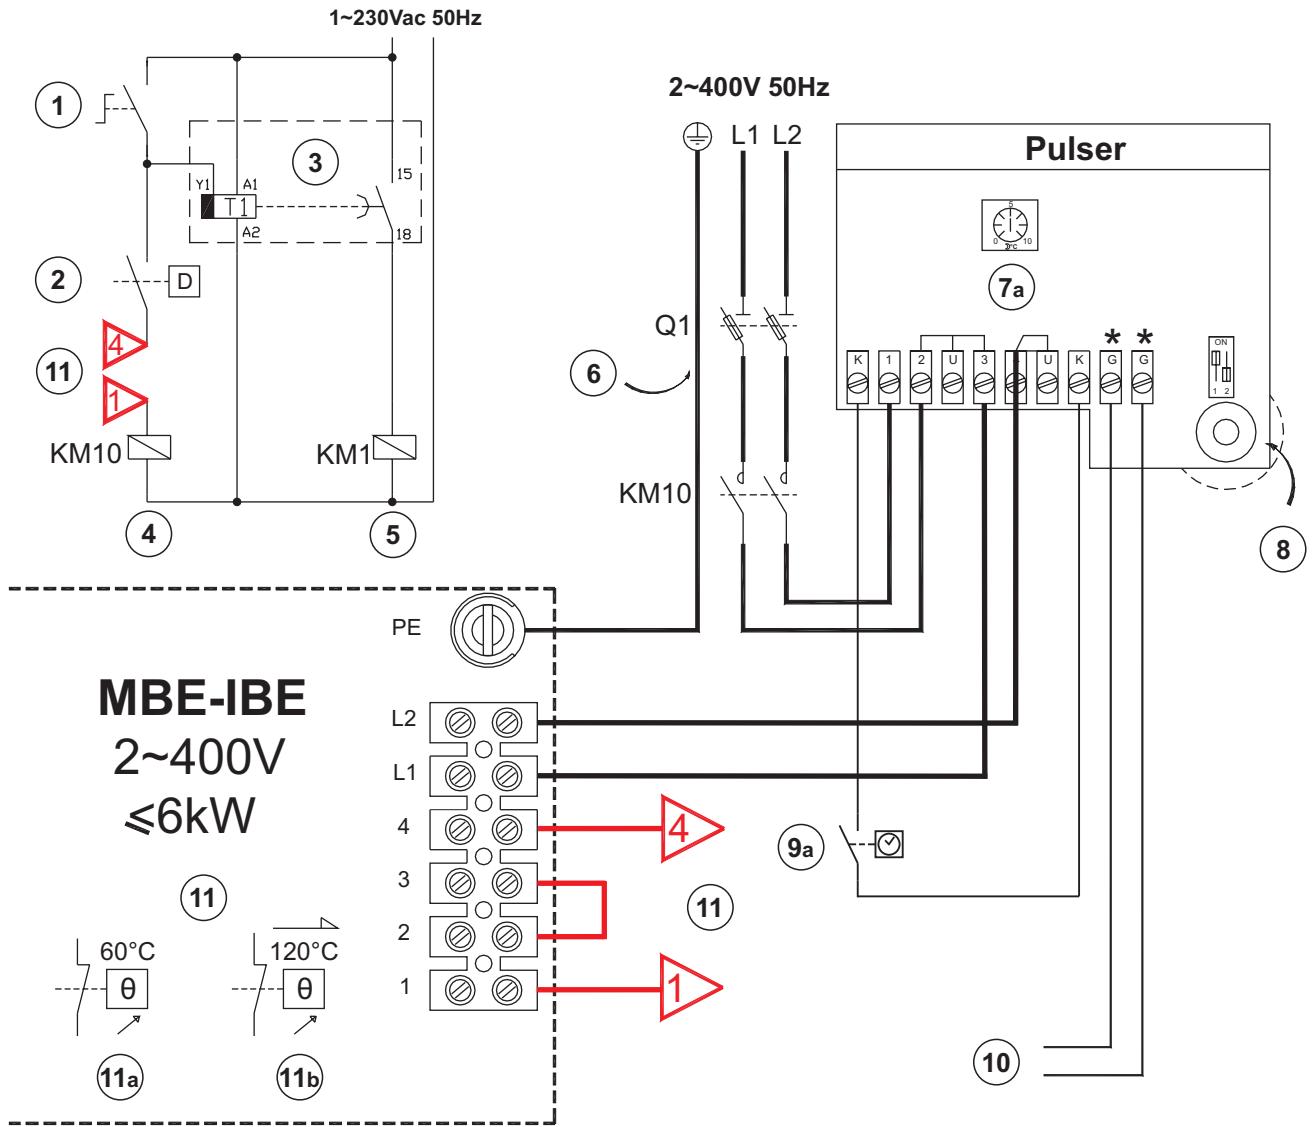 1~230Vac 50Hz
1
3
Y1
A1
T1
A2
15
18
2
D
4
11
1
KM10
KM1
4
5
2~400V 50Hz
L1 L2
Q1
6
KM10
Pulser
5
0
10
7a
K 1 2 U 3 U K G G
* *
ON
1 2
8
PE
MBE-IBE
2~400V
≤6kW
L2
L1
4
3
2
1
4
11
1
9a
11
60°C
θ
11a
120°C
θ
11b
10